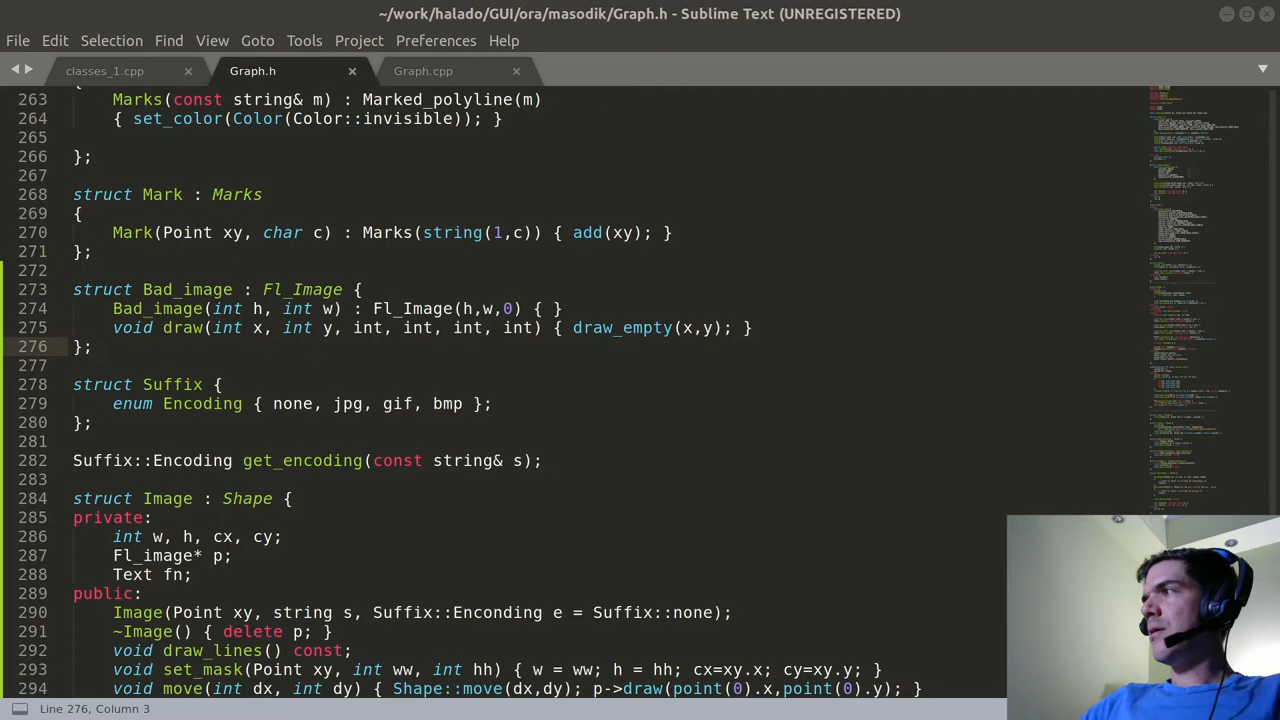 ~/work/halado/GUI/ora/masodik/Graph.h - Sublime Text (UNREGISTERED)
File Edit Selection Find View Goto Tools Project Preferences Help
classes_1.cpp Graph.h Graph.cpp
263 Marks(const string& m) : Marked_polyline(m)
264 { set_color(Color(Color::invisible)); }
265
266 };
267
268 struct Mark : Marks
269 {
270 Mark(Point xy, char c) : Marks(string(1,c)) { add(xy); }
271 };
272
273 struct Bad_image : Fl_Image {
274 Bad_image(int h, int w) : Fl_Image(h,w,0) { }
275 void draw(int x, int y, int, int, int, int) { draw_empty(x,y); }
276 };
277
278 struct Suffix {
279 enum Encoding { none, jpg, gif, bmp };
280 };
281
282 Suffix::Encoding get_encoding(const string& s);
283
284 struct Image : Shape {
285 private:
286 int w, h, cx, cy;
287 Fl_image* p;
288 Text fn;
289 public:
290 Image(Point xy, string s, Suffix::Enconding e = Suffix::none);
291 ~Image() { delete p; }
292 void draw_lines() const;
293 void set_mask(Point xy, int ww, int hh) { w = ww; h = hh; cx=xy.x; cy=xy.y; }
294 void move(int dx, int dy) { Shape::move(dx,dy); p->draw(point(0).x,point(0).y); }
Line 276, Column 3